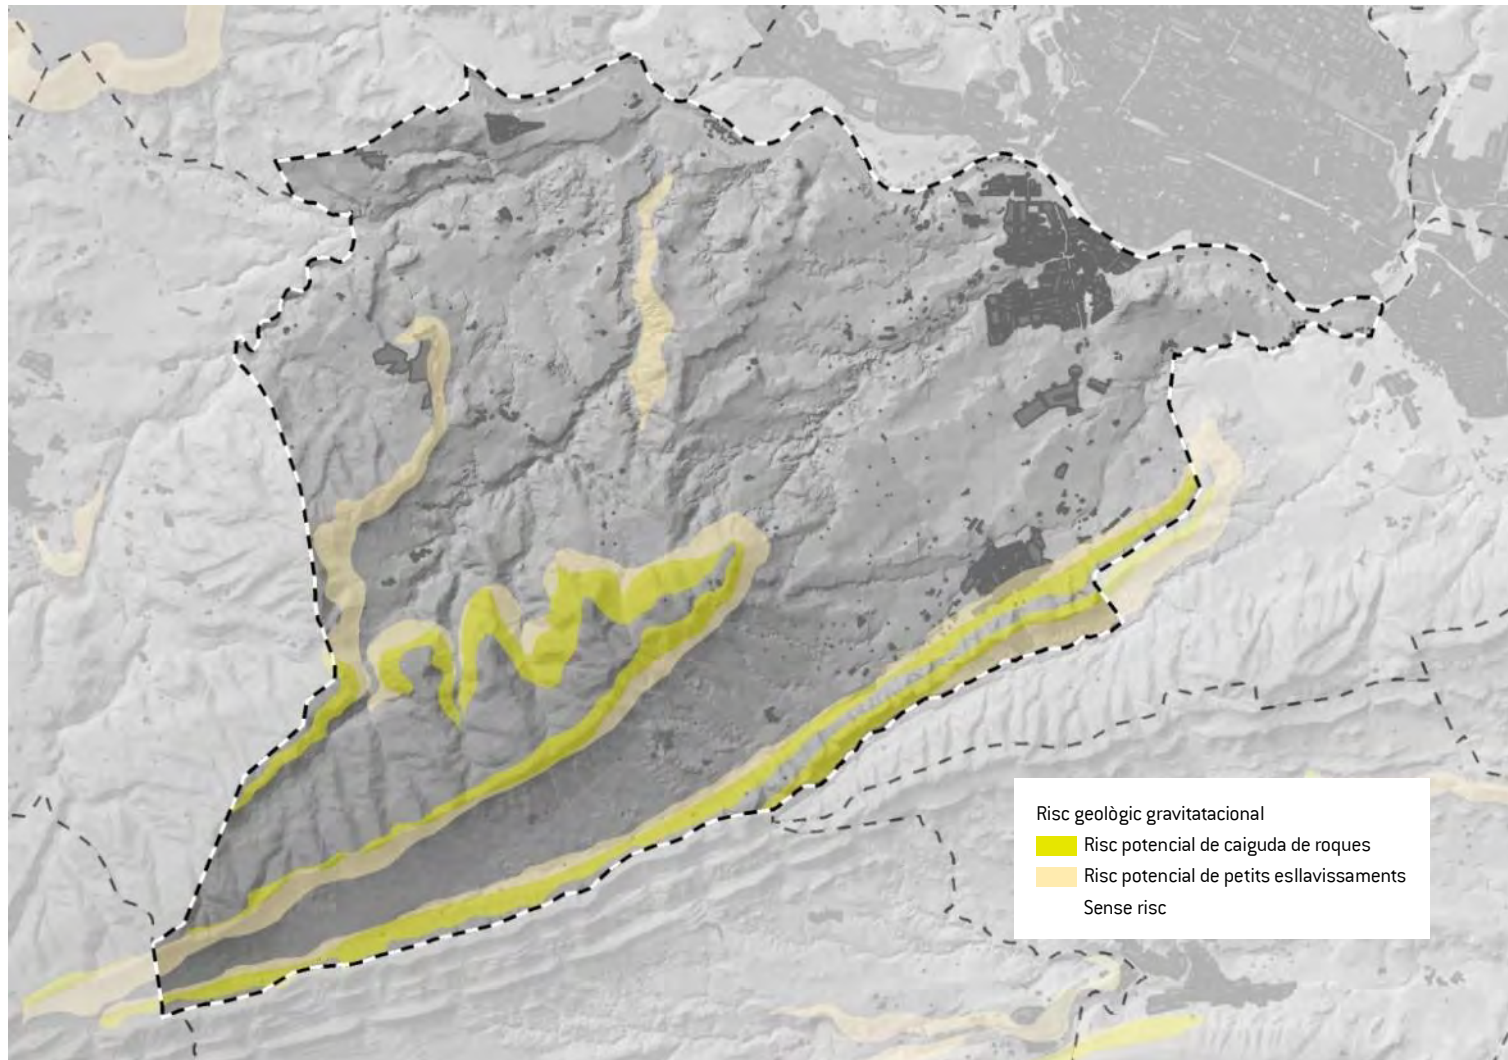 Risc geològic gravitatacional
Risc potencial de caiguda de roques
Risc potencial de petits esllavissaments
Sense risc